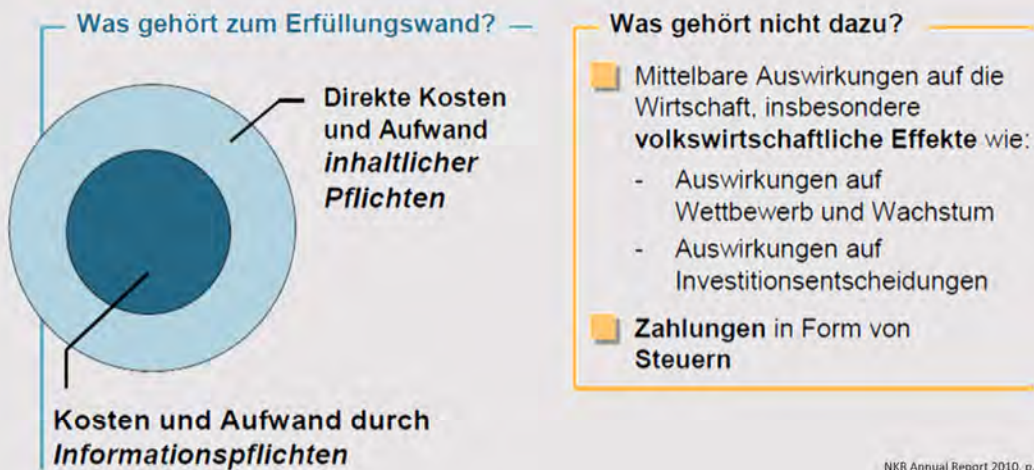 Was gehört zum Erfüllungswand?
Direkte Kosten
und Aufwand
inhaltlicher
Pflichten
Kosten und Aufwand durch
Informationspflichten
Was gehört nicht dazu?
Mittelbare Auswirkungen auf die
Wirtschaft, insbesondere
volkswirtschaftliche Effekte wie:
- Auswirkungen auf
Wettbewerb und Wachstum
- Auswirkungen auf
Investitionsentscheidungen
Zahlungen in Form von
Steuern
NKR Annual Report 2010, p